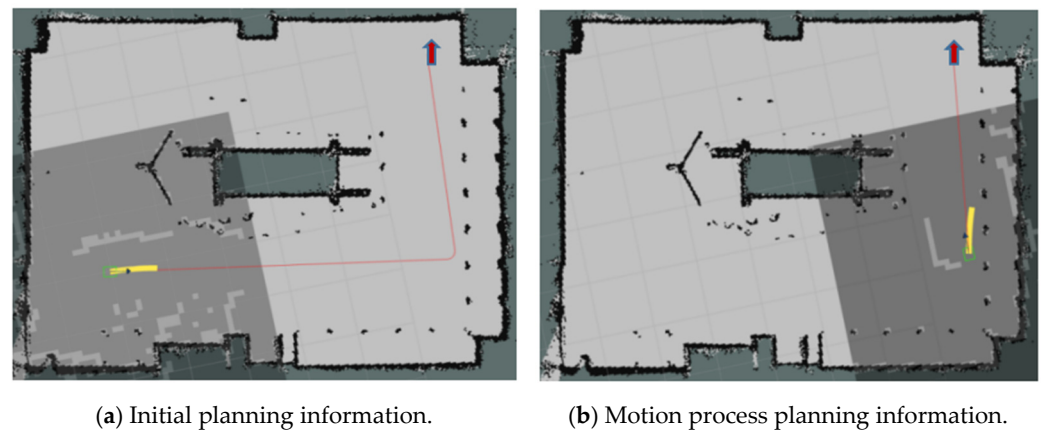 (a) Initial planning information.
(b) Motion process planning information.